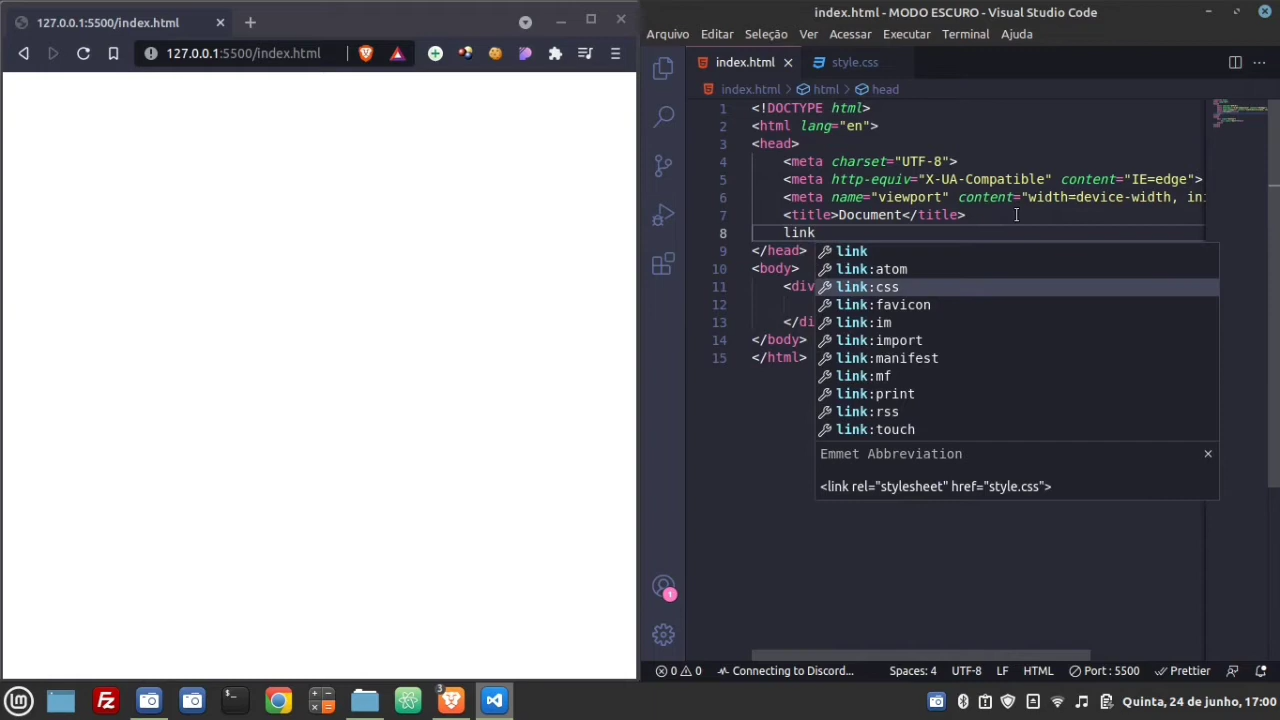 127.0.0.1:5500/index.html
127.0.0.1:5500/index.html
index.html - MODO ESCURO - Visual Studio Code
Arquivo Editar Seleção Ver Acessar Executar Terminal Ajuda
index.html style.css
index.html > html > head
1 <!DOCTYPE html>
2 <html lang="en">
3 <head>
4 <meta charset="UTF-8">
5 <meta http-equiv="X-UA-Compatible" content="IE=edge">
6 <meta name="viewport" content="width=device-width, ini
7 <title>Document</title>
8 link
9 </head>
10 <body>
11 <div
12
13 </di
14 </body>
15 </html>
link
link:atom
link:css
link:favicon
link:im
link:import
link:manifest
link:mf
link:print
link:rss
link:touch
Emmet Abbreviation
<link rel="stylesheet" href="style.css">
1
0 0 Connecting to Discord... Spaces: 4 UTF-8 LF HTML Port : 5500 Prettier
3
Quinta, 24 de junho, 17:00